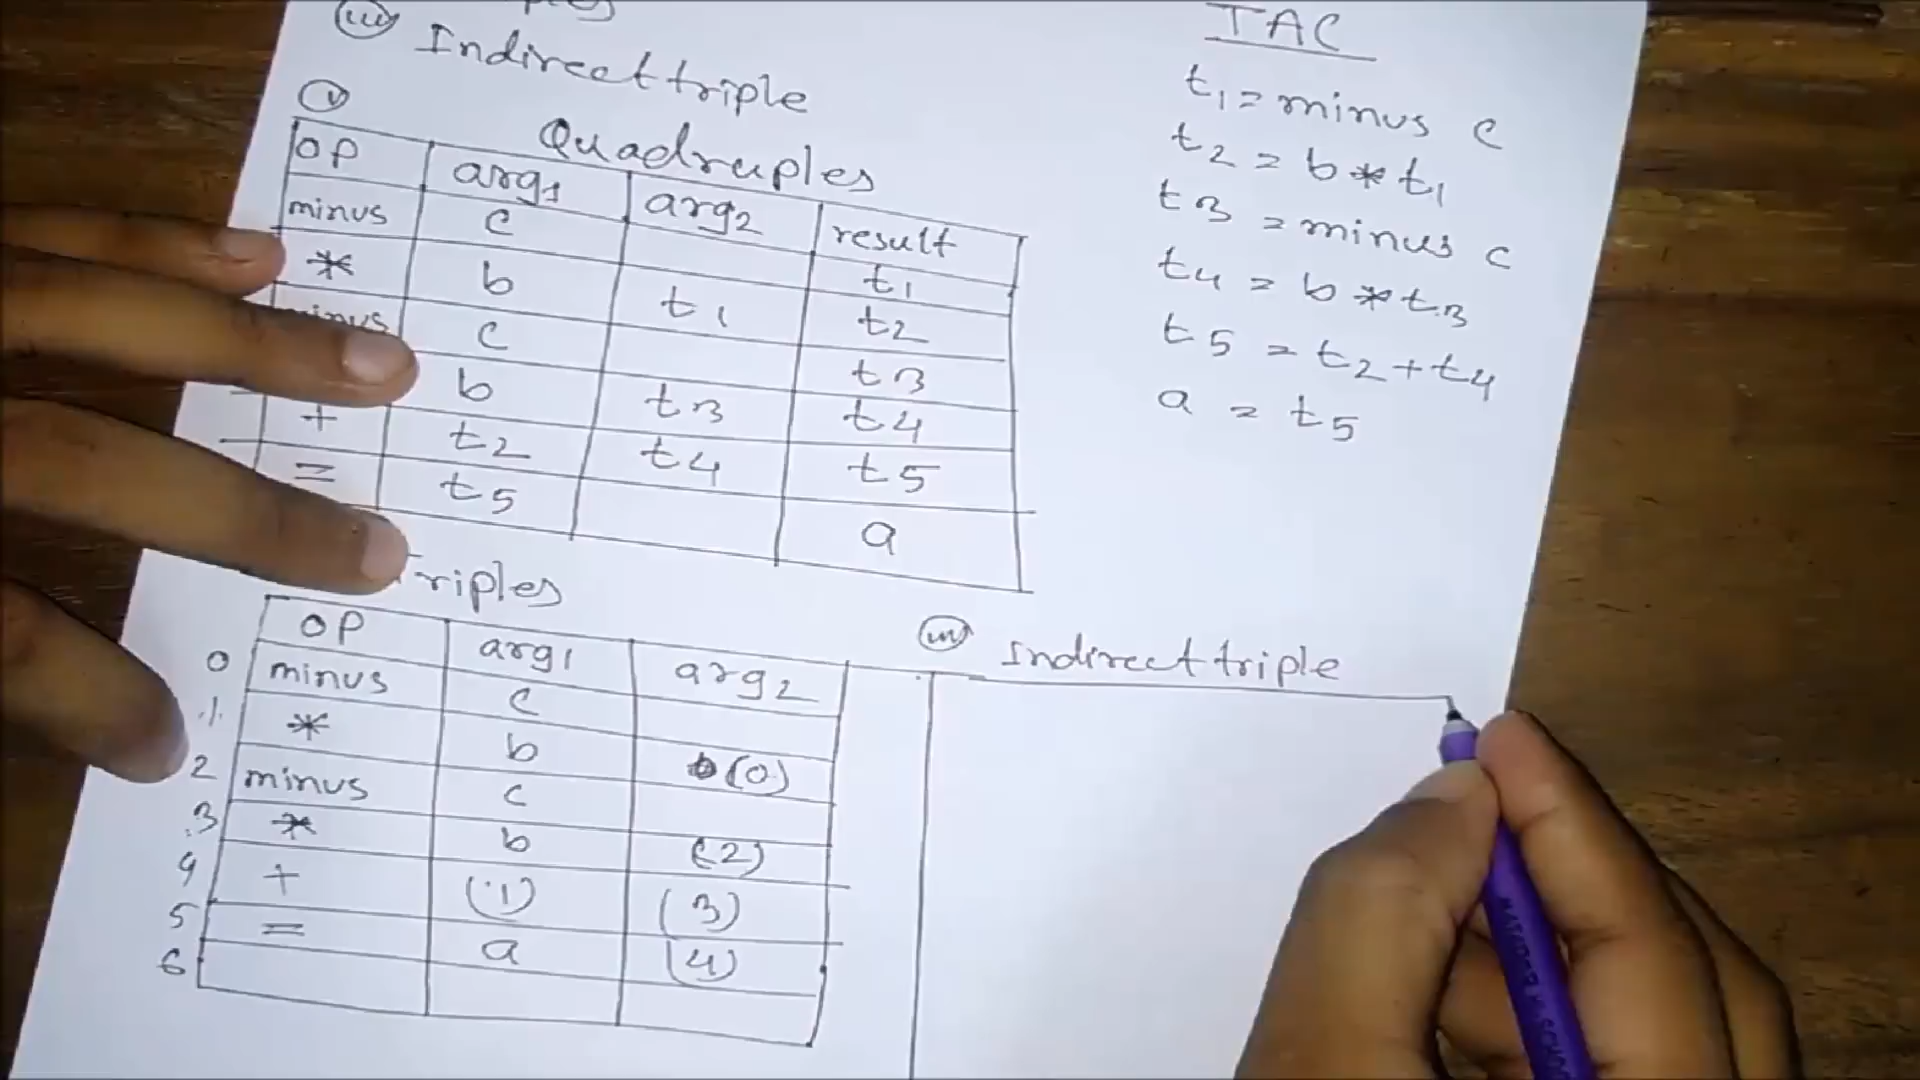 Indirect triple
Quadruples
OP arg1 arg2 result
minus c t1
* b t1 t2
minus c t3
b t3 t4
+ t2 t4 t5
= t5 a
Triples
OP arg1 arg2
0 minus c
1 * b (0)
2 minus c
3 * b (2)
4 + (1) (3)
5 = a (4)
6
TAC
t1 = minus c
t2 = b * t1
t3 = minus c
t4 = b * t3
t5 = t2 + t4
a = t5
(iii) Indirect triple